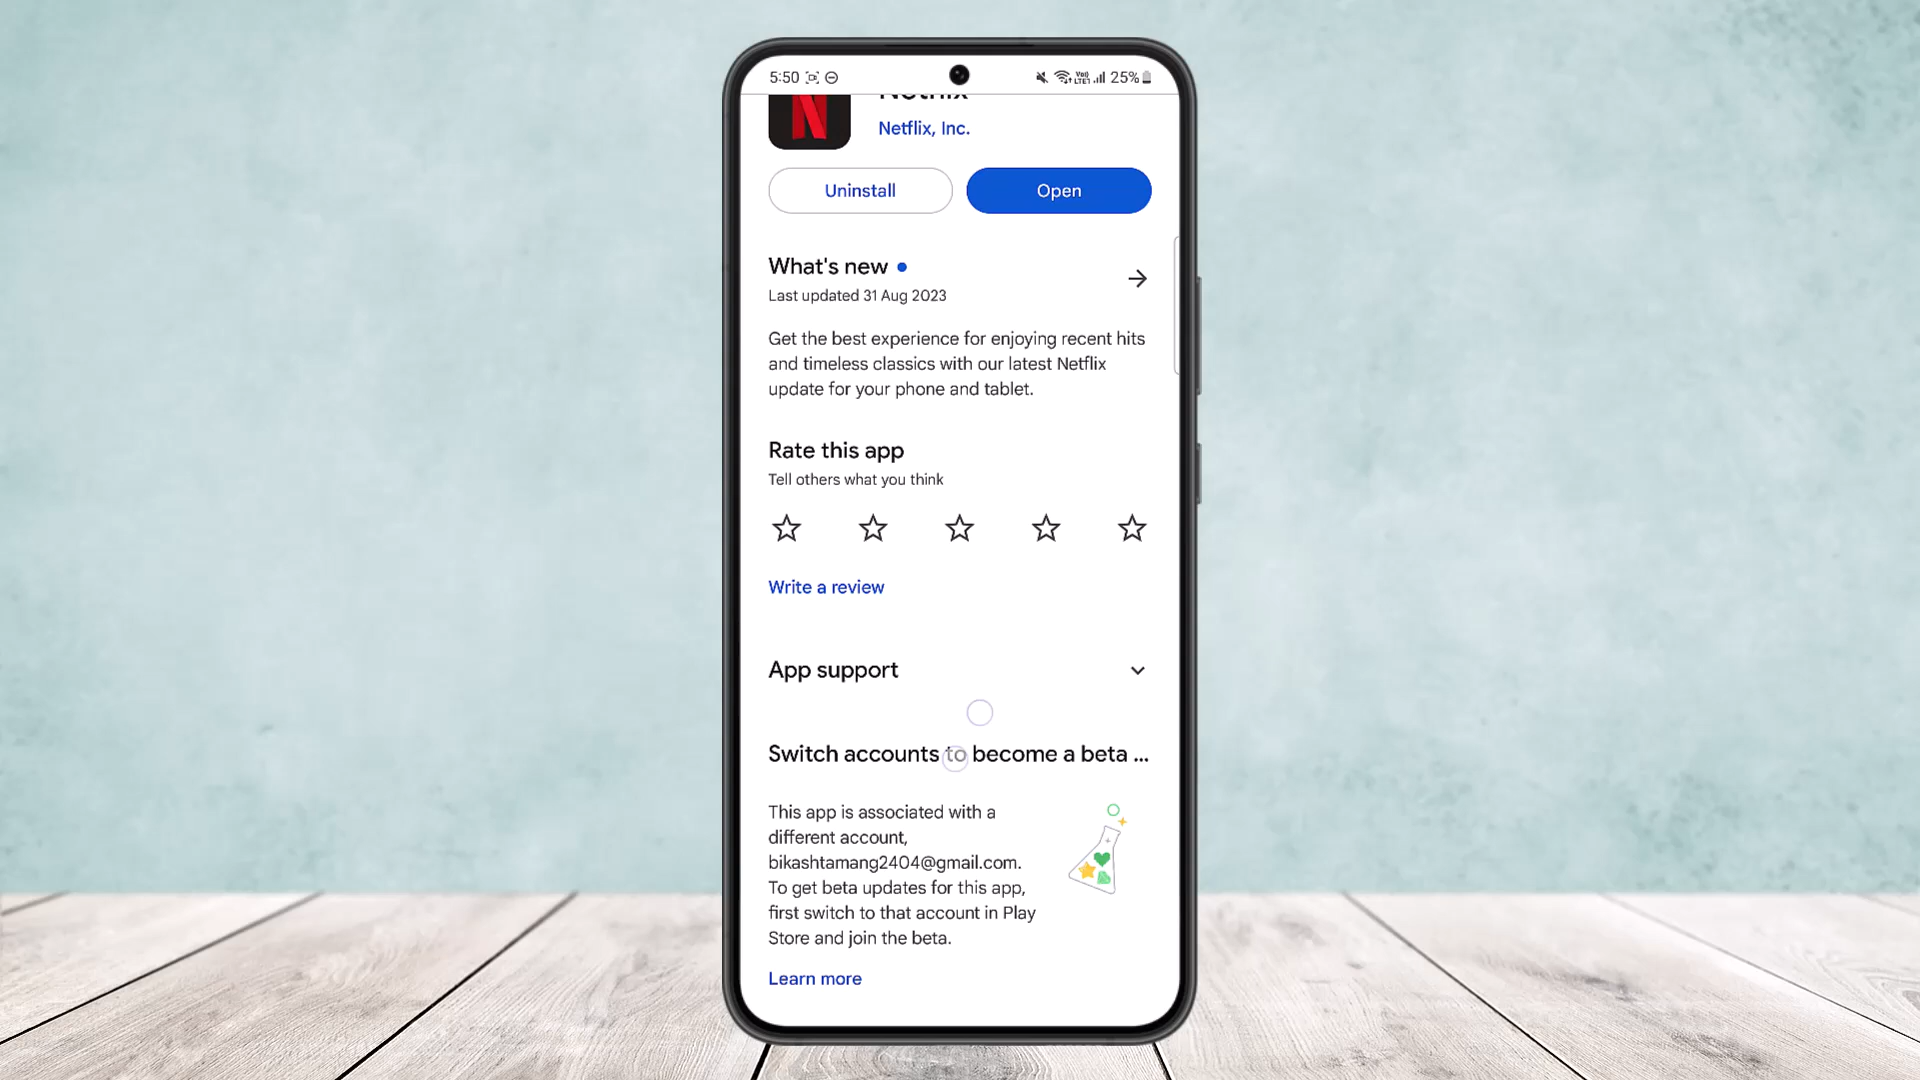 5:50
25%
Netflix
Netflix, Inc.
Uninstall
Open
What's new
Last updated 31 Aug 2023
Get the best experience for enjoying recent hits
and timeless classics with our latest Netflix
update for your phone and tablet.
Rate this app
Tell others what you think
Write a review
App support
Switch accounts to become a beta ...
This app is associated with a
different account,
bikashtamang2404@gmail.com.
To get beta updates for this app,
first switch to that account in Play
Store and join the beta.
Learn more